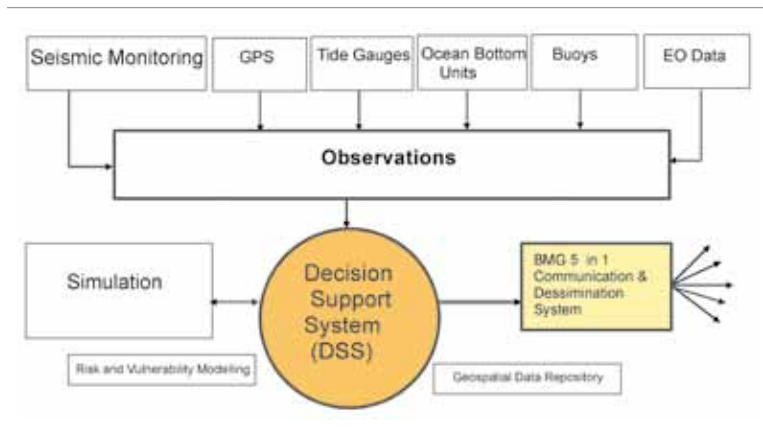 Seismic Monitoring
GPS
Tide Gauges
Ocean Bottom
Units
Buoys
EO Data
Observations
Simulation
Decision
Support
System
(DSS)
BMG 5 in 1
Communication &
Dessimination
System
Risk and Vulnerability Modelling
Geospatial Data Repository